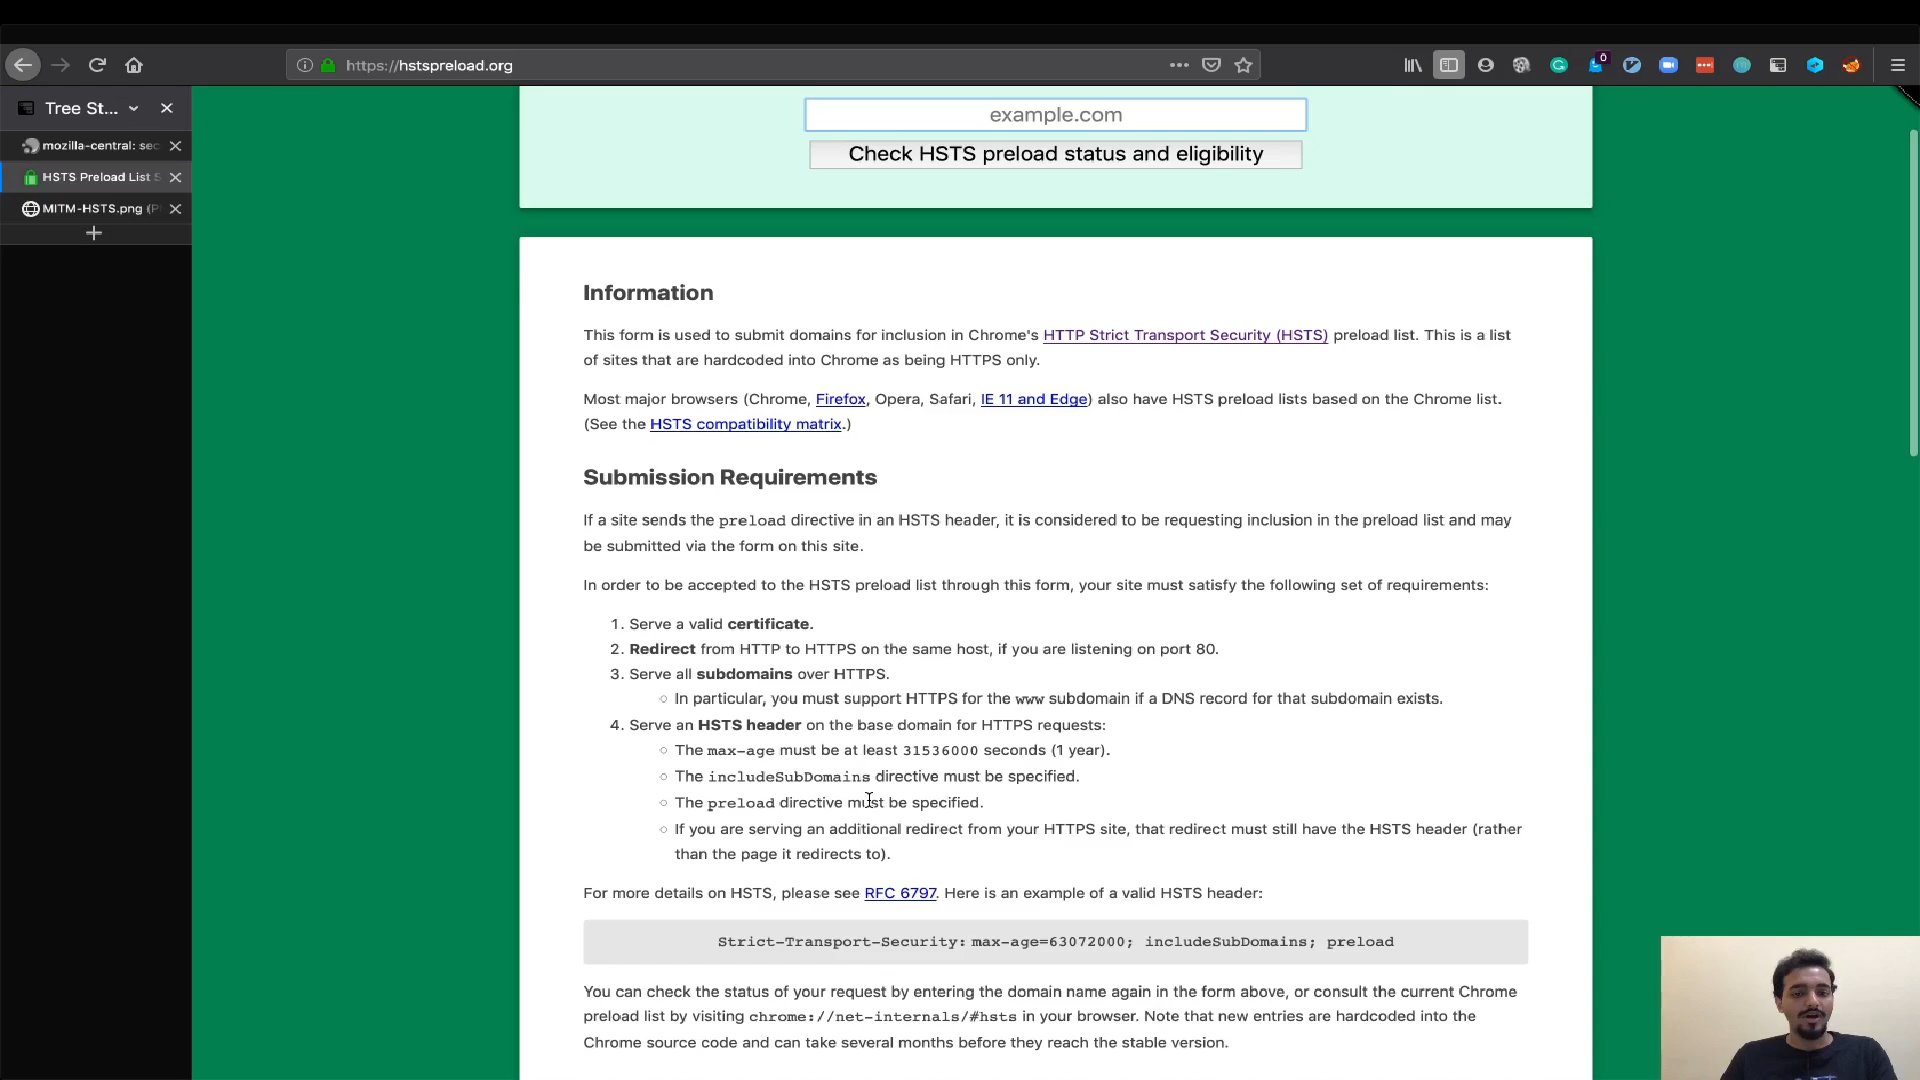 https://hstspreload.org
0
Tree St...
mozilla-central: sec
HSTS Preload List S
MITM-HSTS.png (P
example.com
Check HSTS preload status and eligibility
Information
This form is used to submit domains for inclusion in Chrome's HTTP Strict Transport Security (HSTS) preload list. This is a list
of sites that are hardcoded into Chrome as being HTTPS only.
Most major browsers (Chrome, Firefox, Opera, Safari, IE 11 and Edge) also have HSTS preload lists based on the Chrome list.
(See the HSTS compatibility matrix.)
Submission Requirements
If a site sends the preload directive in an HSTS header, it is considered to be requesting inclusion in the preload list and may
be submitted via the form on this site.
In order to be accepted to the HSTS preload list through this form, your site must satisfy the following set of requirements:
1. Serve a valid certificate.
2. Redirect from HTTP to HTTPS on the same host, if you are listening on port 80.
3. Serve all subdomains over HTTPS.
◦ In particular, you must support HTTPS for the www subdomain if a DNS record for that subdomain exists.
4. Serve an HSTS header on the base domain for HTTPS requests:
◦ The max-age must be at least 31536000 seconds (1 year).
◦ The includeSubDomains directive must be specified.
◦ The preload directive must be specified.
◦ If you are serving an additional redirect from your HTTPS site, that redirect must still have the HSTS header (rather
than the page it redirects to).
For more details on HSTS, please see RFC 6797. Here is an example of a valid HSTS header:
Strict-Transport-Security: max-age=63072000; includeSubDomains; preload
You can check the status of your request by entering the domain name again in the form above, or consult the current Chrome
preload list by visiting chrome://net-internals/#hsts in your browser. Note that new entries are hardcoded into the
Chrome source code and can take several months before they reach the stable version.